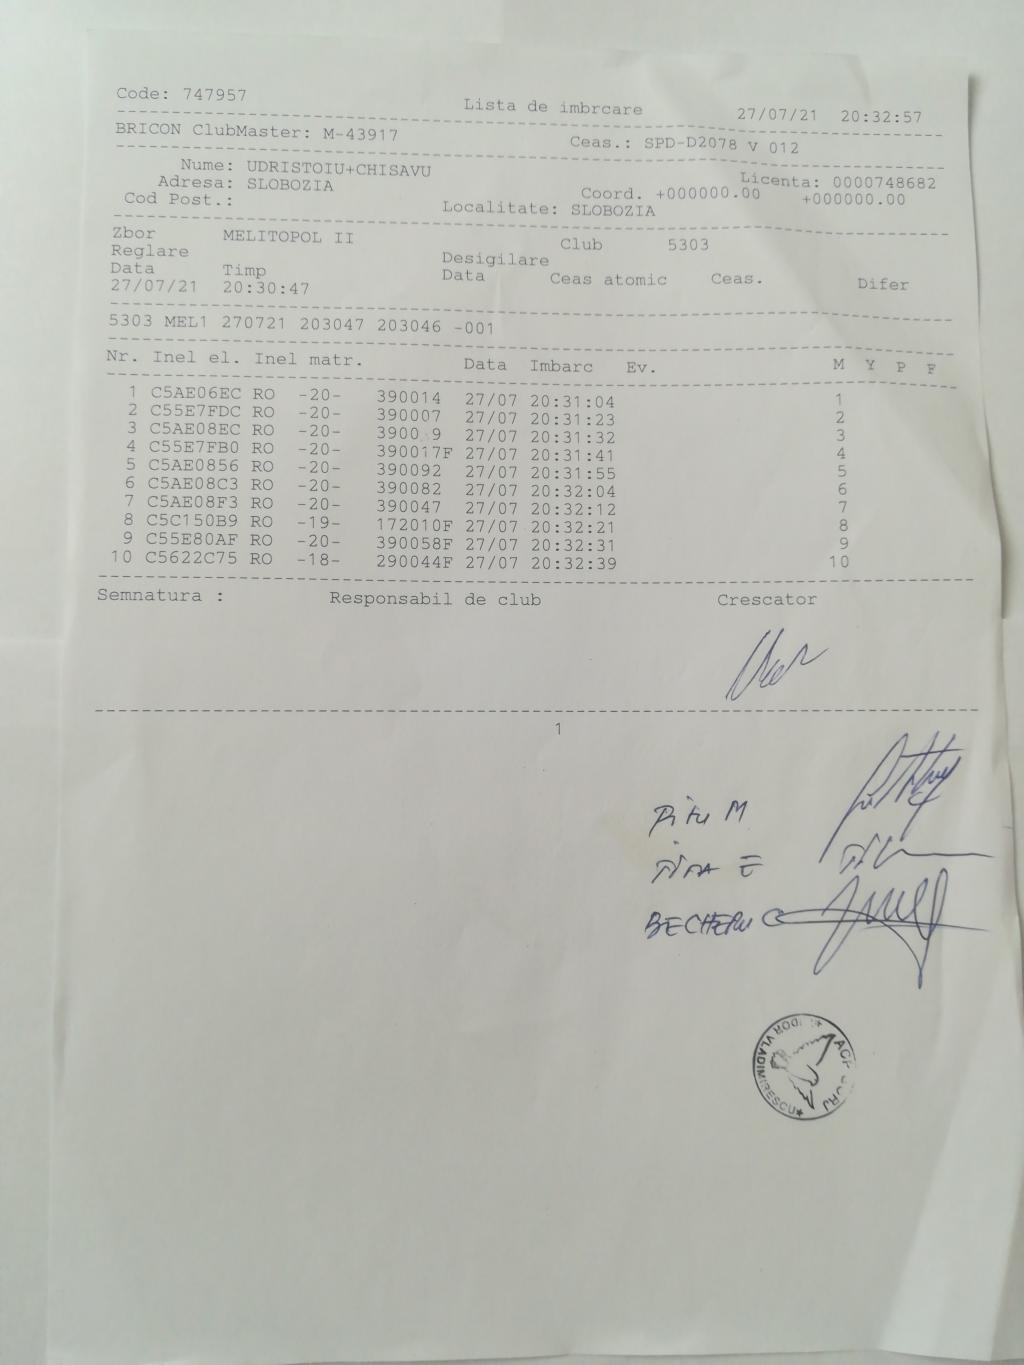 Code: 747957
Lista de imbrcare 27/07/21 20:32:57
BRICON ClubMaster: M-43917 Ceas.: SPD-D2078 V 012
Nume: UDRISTOIU+CHISAVU Licenta: 0000748682
Adresa: SLOBOZIA Coord. +000000.00 +000000.00
Cod Post.: Localitate: SLOBOZIA
Zbor MELITOPOL II Club 5303
Reglare Desigilare
Data Timp Data Ceas atomic Ceas. Difer
27/07/21 20:30:47
5303 MEL1 270721 203047 203046 -001
Nr. Inel el. Inel matr. Data Imbarc Ev. M Y P F
1 C5AE06EC RO -20- 390014 27/07 20:31:04 1
2 C55E7FDC RO -20- 390007 27/07 20:31:23 2
3 C5AE08EC RO -20- 27/07 20:31:32 3
4 C55E7FB0 RO -20- 390017F 27/07 20:31:41 4
5 C5AE0856 RO -20- 390092 27/07 20:31:55 5
6 C5AE08C3 RO -20- 390082 27/07 20:32:04 6
7 C5AE08F3 RO -20- 390047 27/07 20:32:12 7
8 C5C150B9 RO -19- 172010F 27/07 20:32:21 8
9 C55E80AF RO -20- 390058F 27/07 20:32:31 9
10 C5622C75 RO -18- 290044F 27/07 20:32:39 10
Semnatura : Responsabil de club Crescator
1
M
E
BECHERU C
VLADIMIRESCU